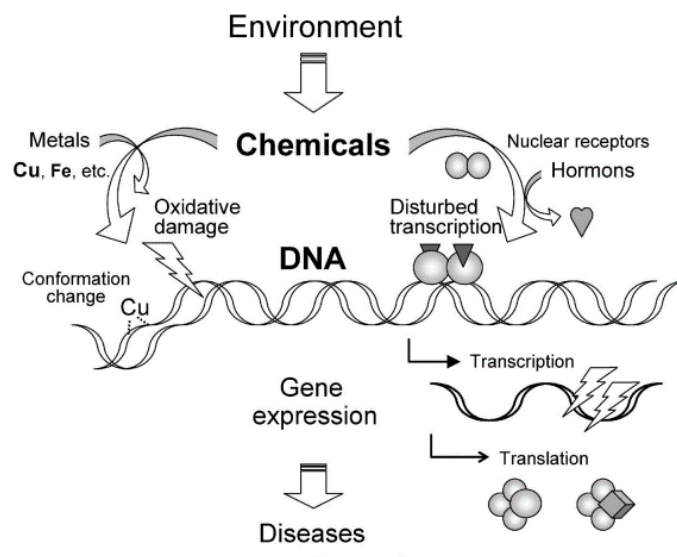 Environment
Metals
Cu, Fe, etc.
Chemicals
Nuclear receptors
Hormons
Oxidative
damage
Disturbed
transcription
DNA
Conformation
change
Cu
Transcription
Gene
expression
Translation
Diseases